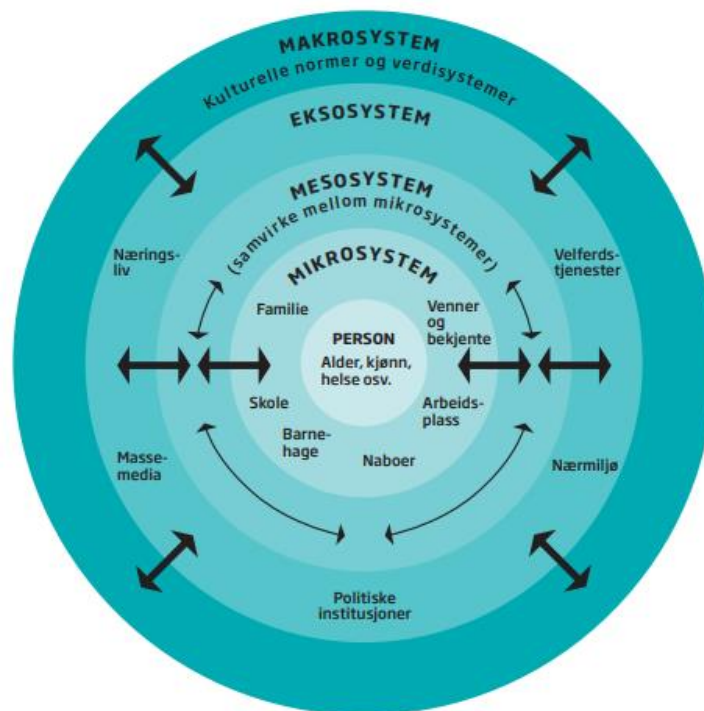 MAKROSYSTEM
Kulturelle normer og verdisystemer
EKSOSYSTEM
MESOSYSTEM
(samvirke mellom mikrosystemer)
MIKROSYSTEM
Nærings-
liv
Velferds-
tjenester
Familie
Venner
og
bekjente
PERSON
Alder, kjønn,
helse osv.
Skole
Arbeids-
plass
Barne-
hage
Naboer
Masse-
media
Nærmiljø
Politiske
institusjoner